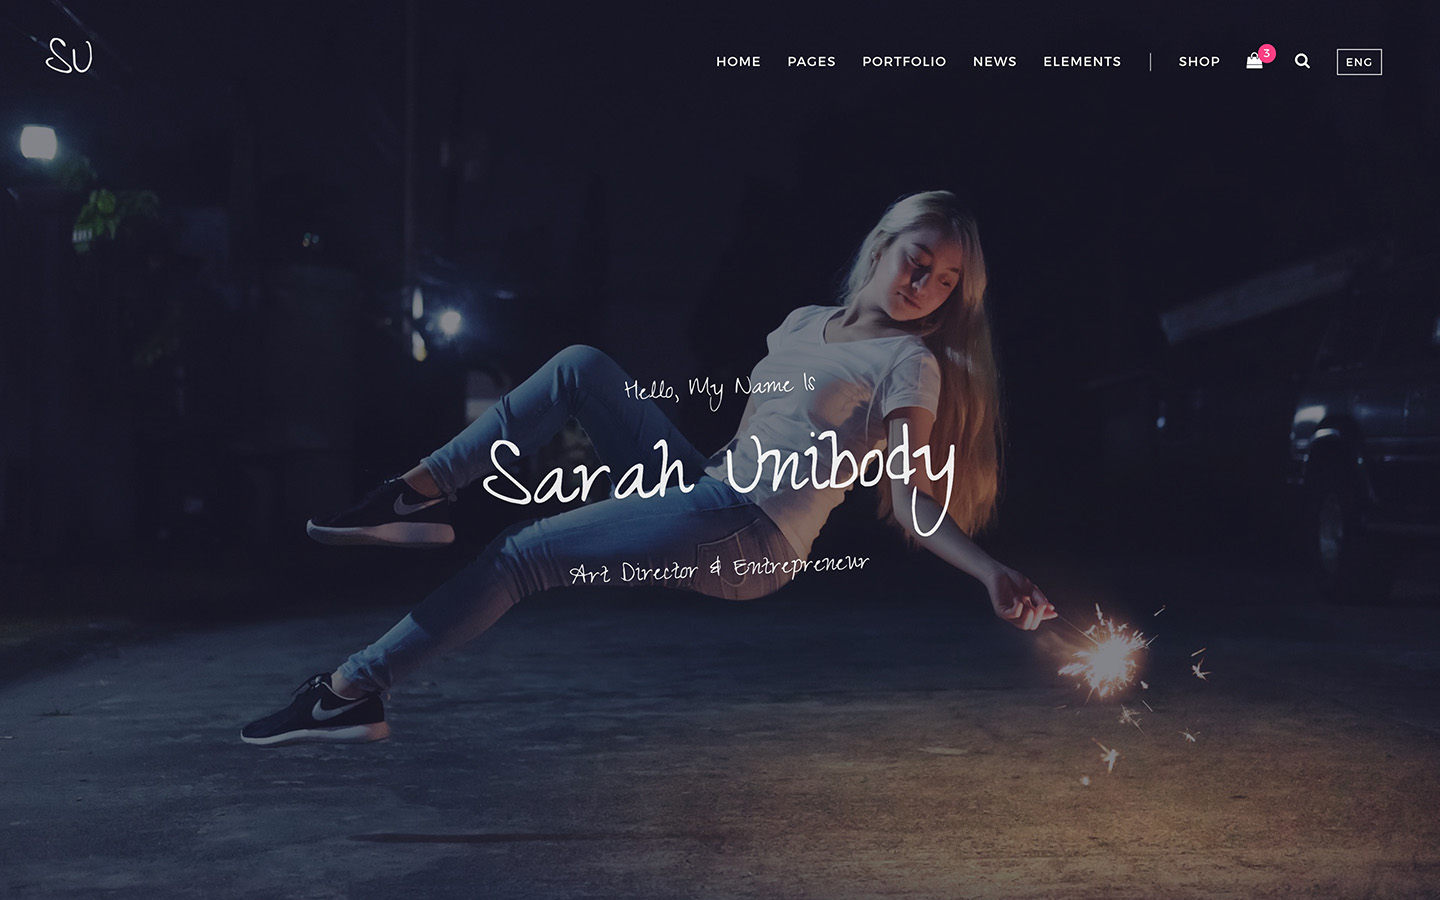 SU
HOME PAGES PORTFOLIO NEWS ELEMENTS | SHOP 3 ENG
Hello, My Name Is
Sarah Unibody
Art Director & Entrepreneur